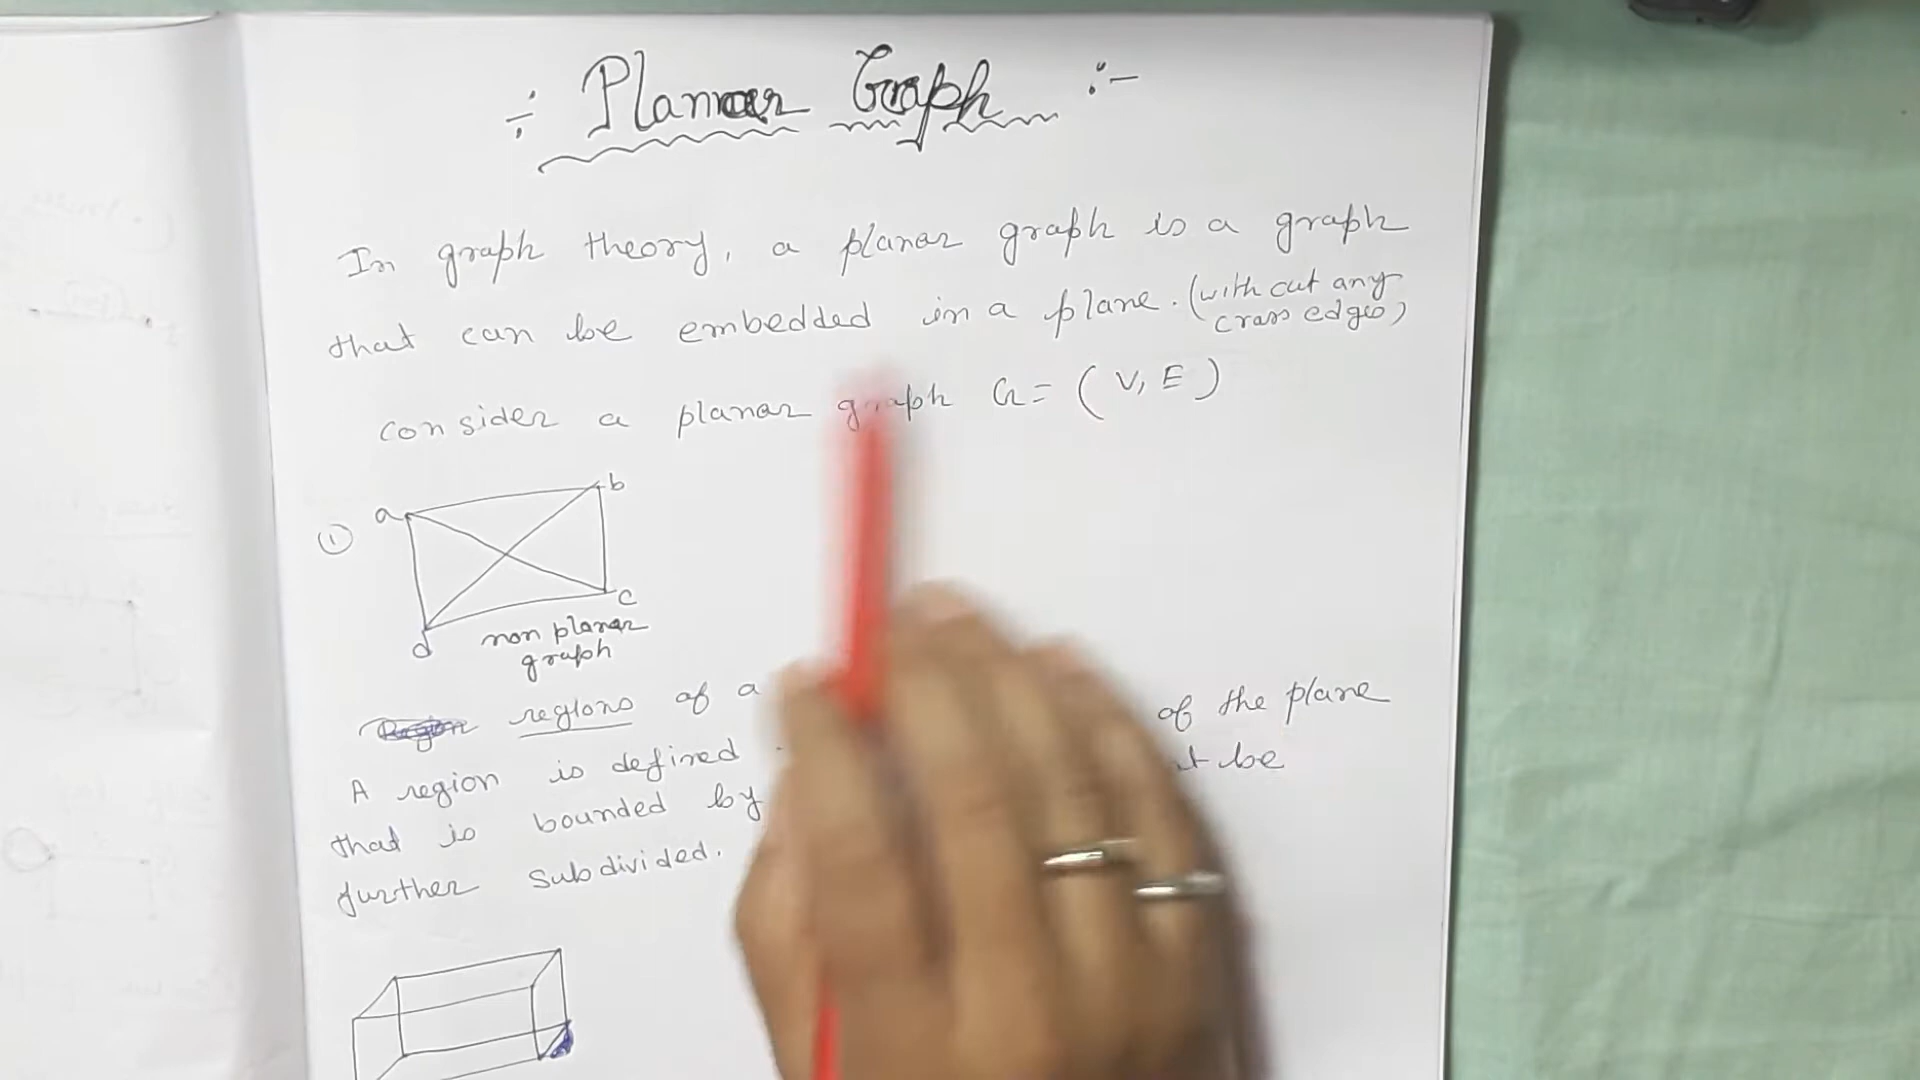 ÷ Planar Graph :-
In graph theory, a planar graph is a graph
that can be embedded in a plane. (with out any
cross edges)
consider a planar graph G = (V, E)
①
a
b
c
d
non planar
graph
regions of a
of the plane
A region is defined
be
that is bounded by
further subdivided.